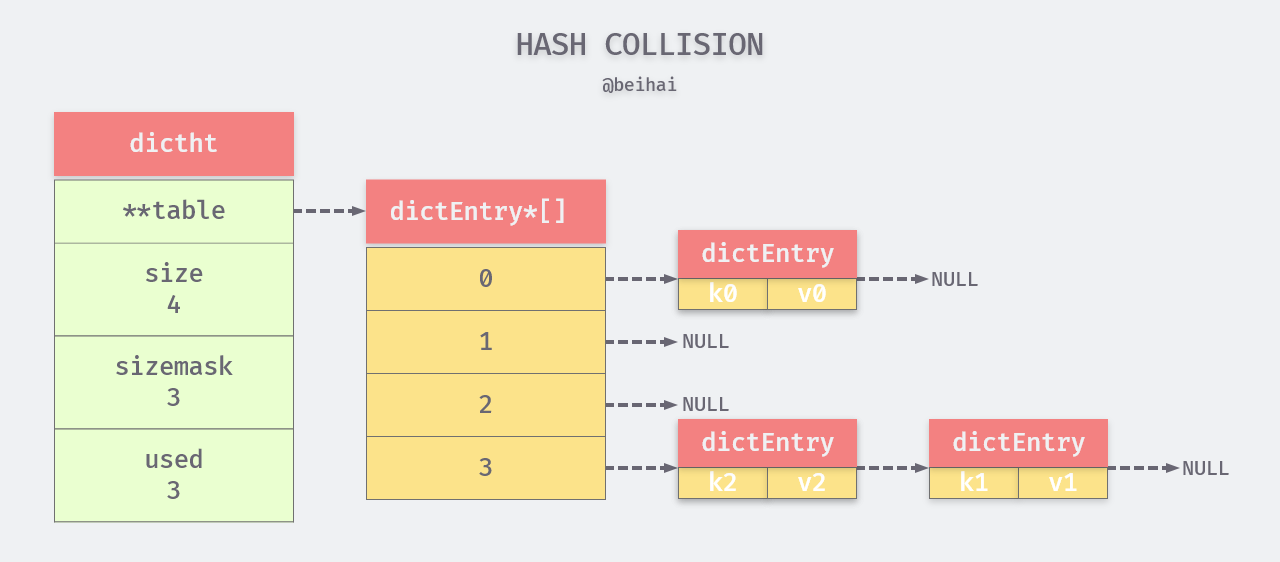 HASH COLLISION
@beihai
dictht
**table
size
4
sizemask
3
used
3
dictEntry*[]
0
1
2
3
dictEntry
k0 v0
NULL
NULL
NULL
dictEntry
k2 v2
dictEntry
k1 v1
NULL